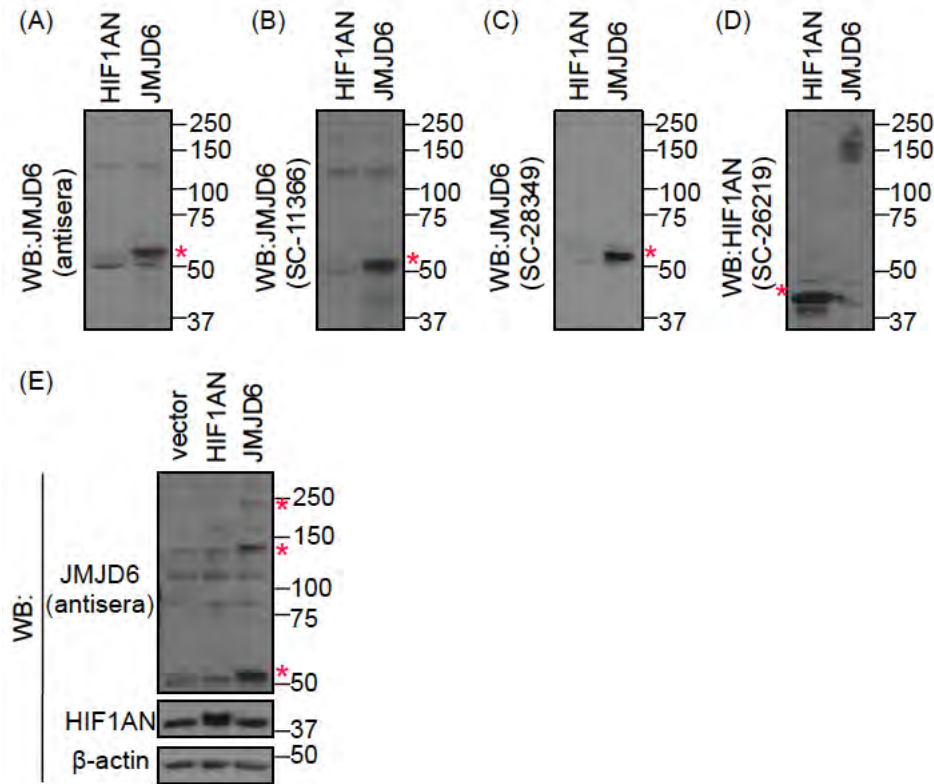 (A)
HIF1AN
JMJD6
WB:JMJD6
(antisera)
250
150
100
75
*
50
37
(B)
HIF1AN
JMJD6
WB:JMJD6
(SC-11366)
250
150
100
75
*
50
37
(C)
HIF1AN
JMJD6
WB:JMJD6
(SC-28349)
250
150
100
75
*
50
37
(D)
HIF1AN
JMJD6
WB:HIF1AN
(SC-26219)
250
150
100
75
50
*
37
(E)
vector
HIF1AN
JMJD6
WB:
JMJD6
(antisera)
*250
150
*
100
75
*
50
HIF1AN
37
β-actin
50